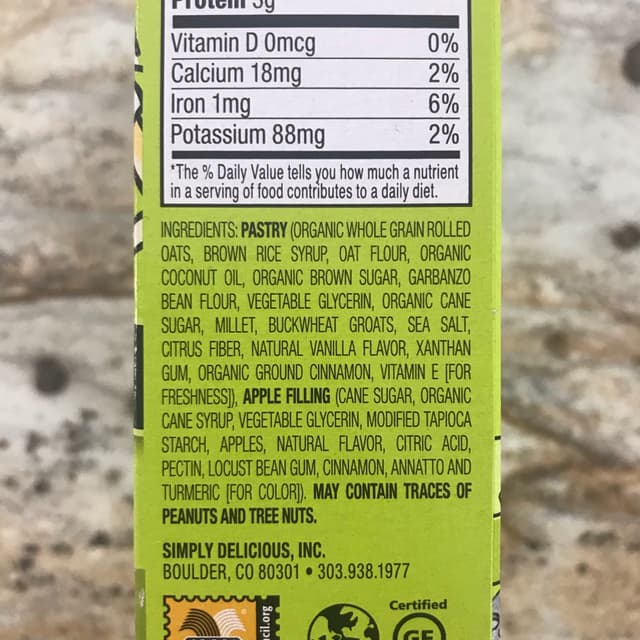 Protein 3g
Vitamin D 0mcg 0%
Calcium 18mg 2%
Iron 1mg 6%
Potassium 88mg 2%
*The % Daily Value tells you how much a nutrient
in a serving of food contributes to a daily diet.
INGREDIENTS: PASTRY (ORGANIC WHOLE GRAIN ROLLED
OATS, BROWN RICE SYRUP, OAT FLOUR, ORGANIC
COCONUT OIL, ORGANIC BROWN SUGAR, GARBANZO
BEAN FLOUR, VEGETABLE GLYCERIN, ORGANIC CANE
SUGAR, MILLET, BUCKWHEAT GROATS, SEA SALT,
CITRUS FIBER, NATURAL VANILLA FLAVOR, XANTHAN
GUM, ORGANIC GROUND CINNAMON, VITAMIN E [FOR
FRESHNESS]), APPLE FILLING (CANE SUGAR, ORGANIC
CANE SYRUP, VEGETABLE GLYCERIN, MODIFIED TAPIOCA
STARCH, APPLES, NATURAL FLAVOR, CITRIC ACID,
PECTIN, LOCUST BEAN GUM, CINNAMON, ANNATTO AND
TURMERIC [FOR COLOR]). MAY CONTAIN TRACES OF
PEANUTS AND TREE NUTS.
SIMPLY DELICIOUS, INC.
BOULDER, CO 80301 • 303.938.1977
cil.org
Certified
GF